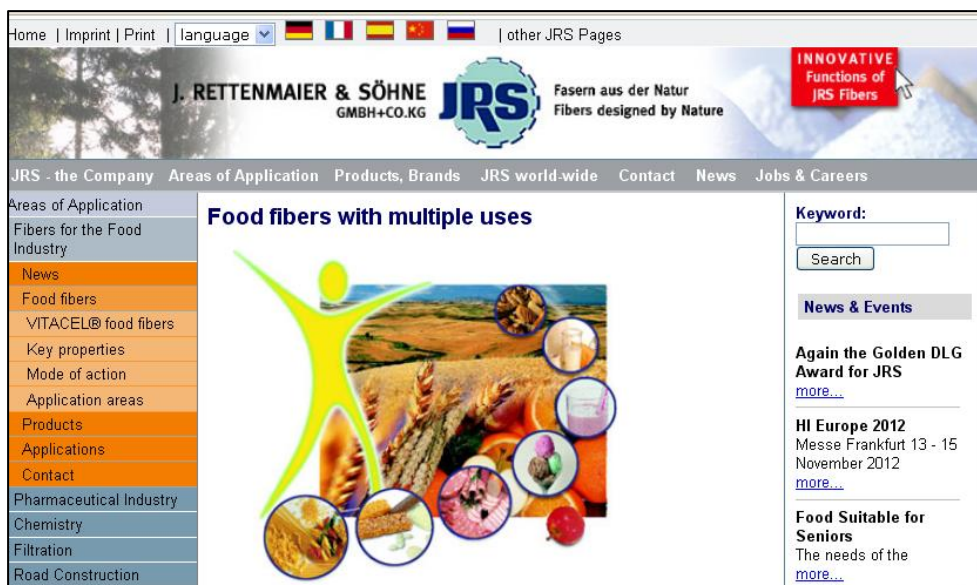 Home | Imprint | Print | language | other JRS Pages
J. RETTENMAIER & SÖHNE
GMBH+CO.KG
JRS
Fasern aus der Natur
Fibers designed by Nature
INNOVATIVE
Functions of
JRS Fibers
JRS - the Company Areas of Application Products, Brands JRS world-wide Contact News Jobs & Careers
Areas of Application
Fibers for the Food
Industry
News
Food fibers
VITACEL® food fibers
Key properties
Mode of action
Application areas
Products
Applications
Contact
Pharmaceutical Industry
Chemistry
Filtration
Road Construction
Food fibers with multiple uses
Keyword:
Search
News & Events
Again the Golden DLG
Award for JRS
more...
HI Europe 2012
Messe Frankfurt 13 - 15
November 2012
more...
Food Suitable for
Seniors
The needs of the
more...